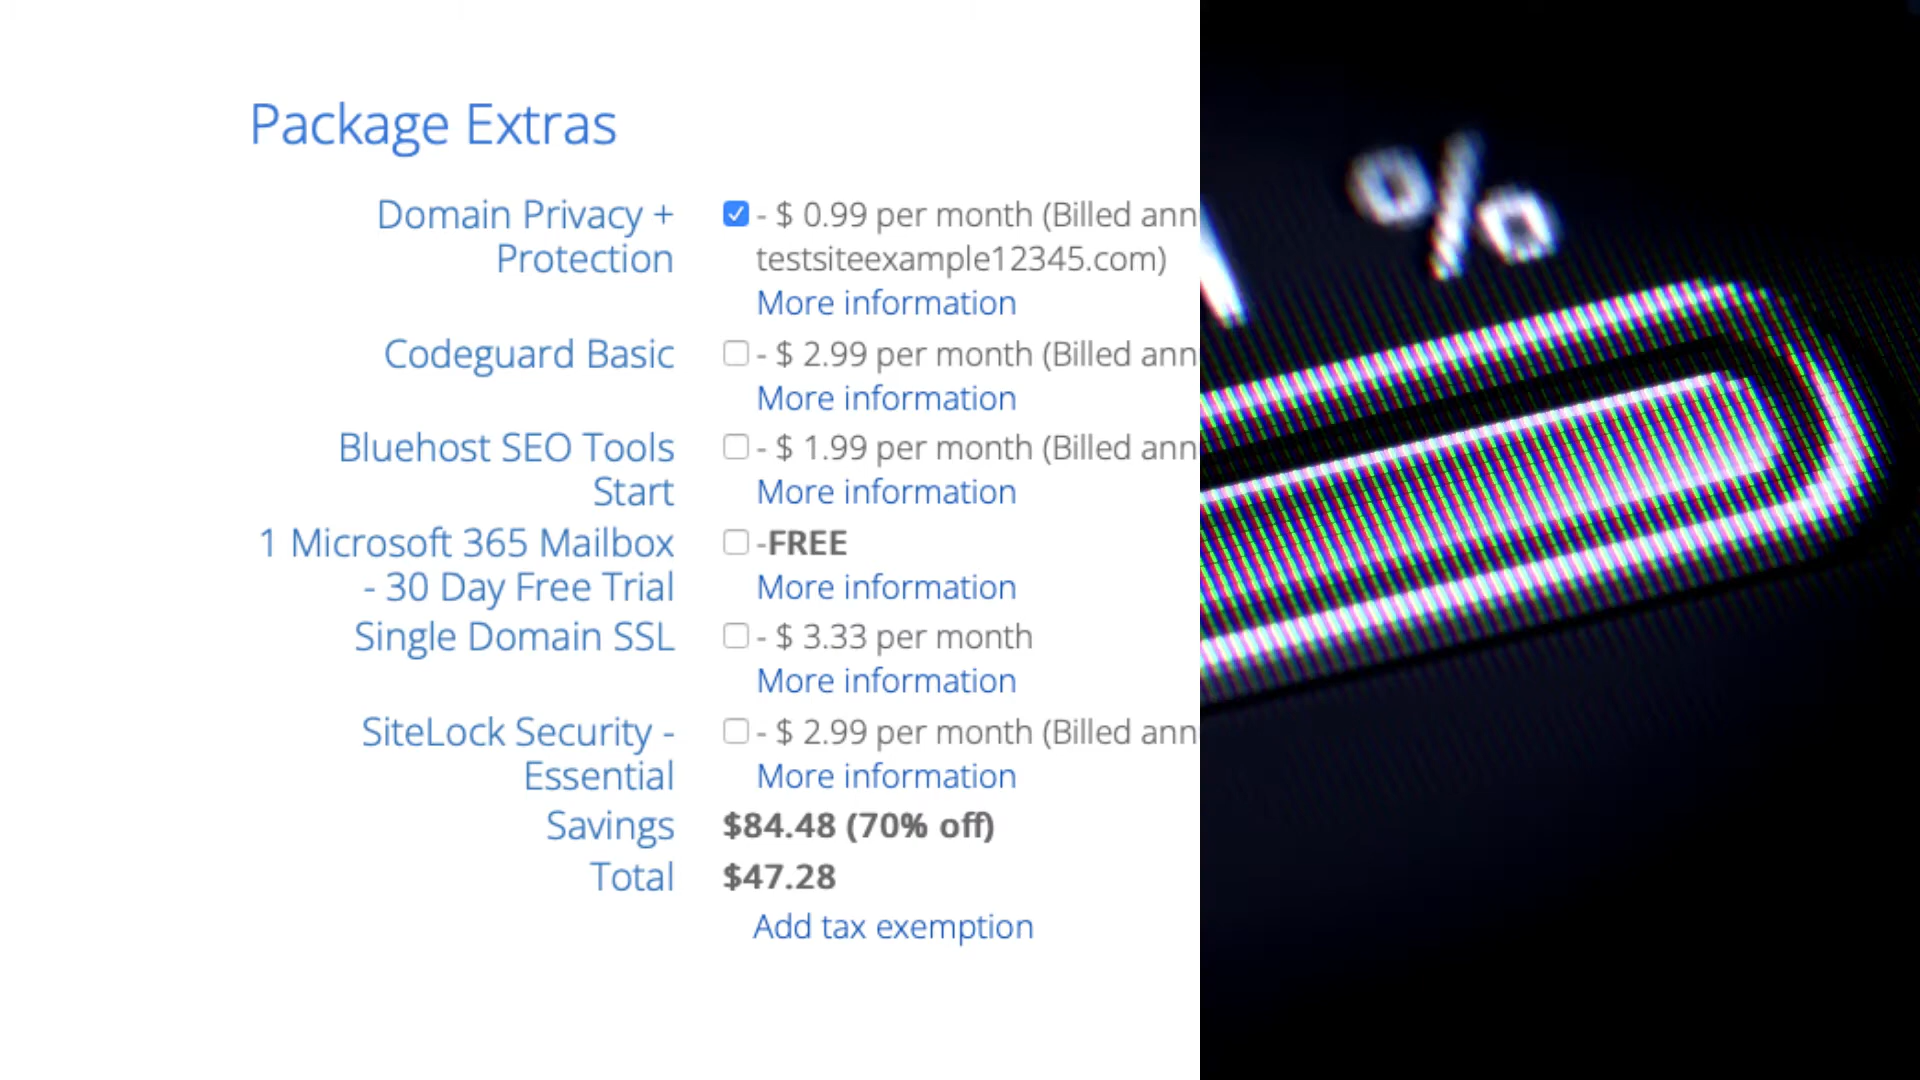 Package Extras
Domain Privacy + - $ 0.99 per month (Billed ann
Protection testsiteexample12345.com)
More information
Codeguard Basic - $ 2.99 per month (Billed ann
More information
Bluehost SEO Tools - $ 1.99 per month (Billed ann
Start More information
1 Microsoft 365 Mailbox -FREE
- 30 Day Free Trial More information
Single Domain SSL - $ 3.33 per month
More information
SiteLock Security - - $ 2.99 per month (Billed ann
Essential More information
Savings $84.48 (70% off)
Total $47.28
Add tax exemption
%